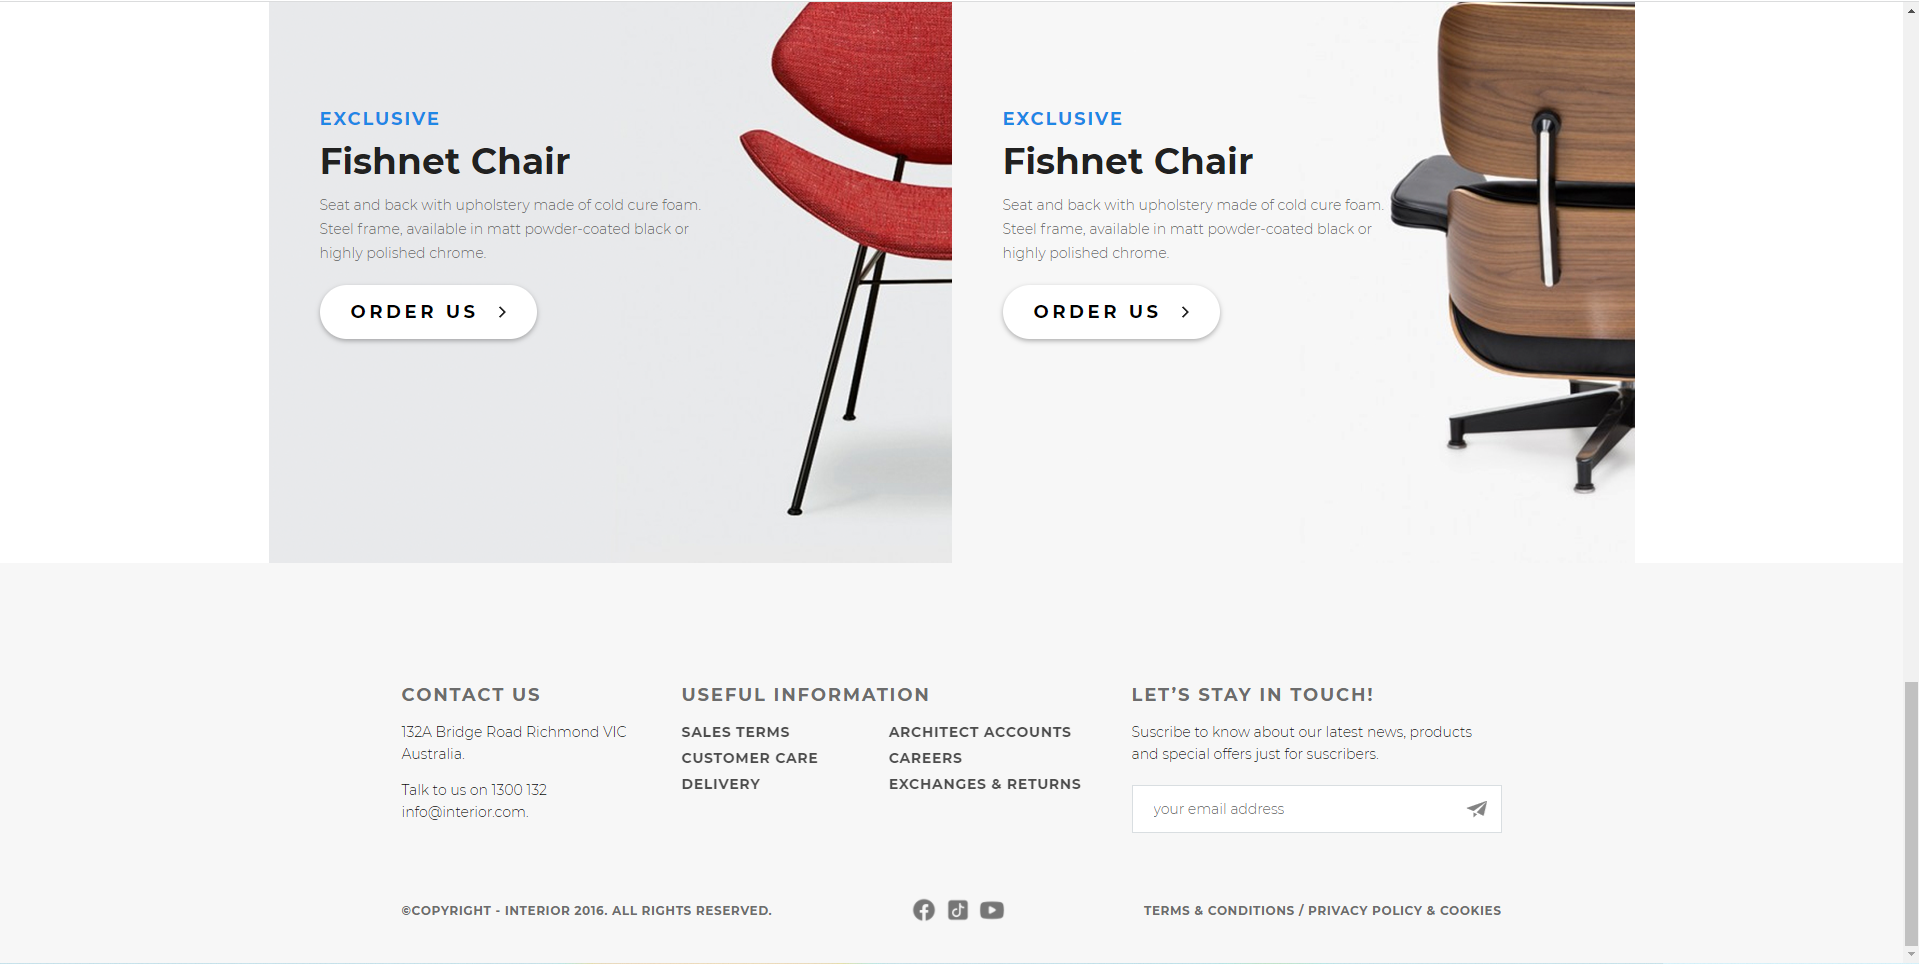 EXCLUSIVE
Fishnet Chair
Seat and back with upholstery made of cold cure foam.
Steel frame, available in matt powder-coated black or
highly polished chrome.
ORDER US
EXCLUSIVE
Fishnet Chair
Seat and back with upholstery made of cold cure foam.
Steel frame, available in matt powder-coated black or
highly polished chrome.
ORDER US
CONTACT US
132A Bridge Road Richmond VIC
Australia.
Talk to us on 1300 132
info@interior.com.
USEFUL INFORMATION
SALES TERMS
CUSTOMER CARE
DELIVERY
ARCHITECT ACCOUNTS
CAREERS
EXCHANGES & RETURNS
LET’S STAY IN TOUCH!
Suscribe to know about our latest news, products
and special offers just for suscribers.
your email address
©COPYRIGHT - INTERIOR 2016. ALL RIGHTS RESERVED.
TERMS & CONDITIONS / PRIVACY POLICY & COOKIES